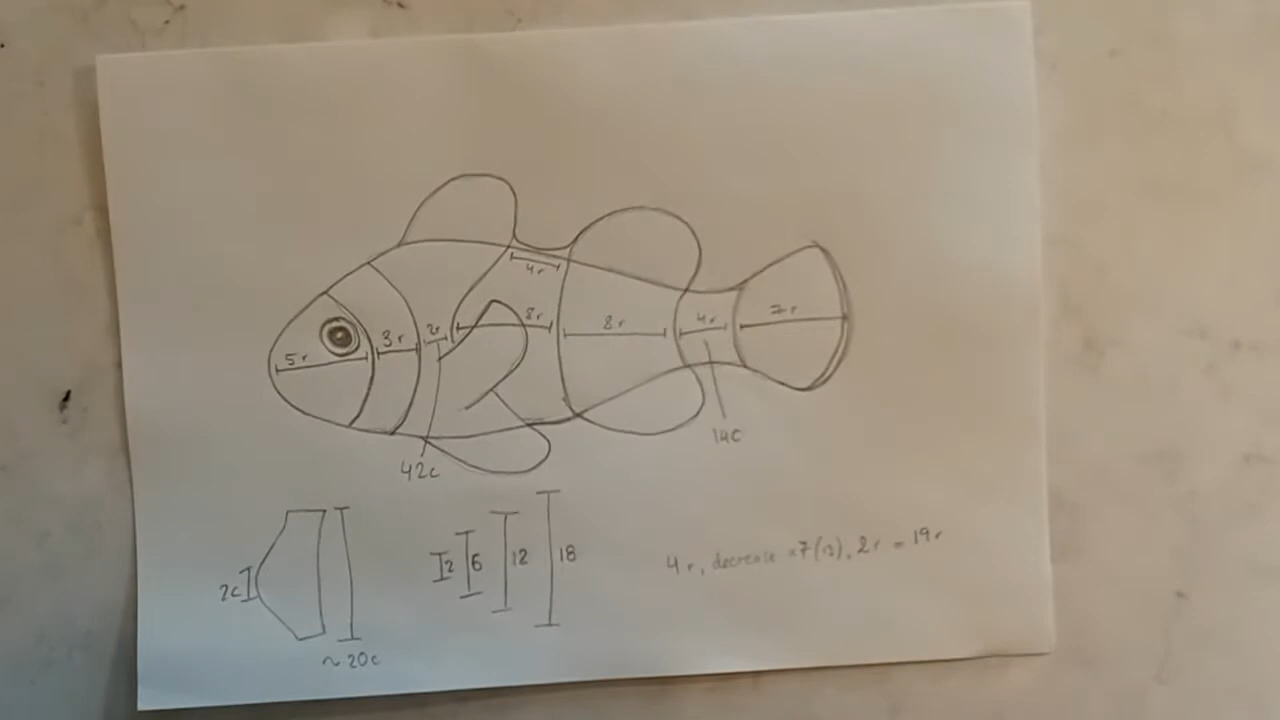 4r
5r
3r
2r
8r
8r
4r
7r
42c
14c
2c
~20c
2
6
12
18
4r, decrease ×7(13), 2r = 19r